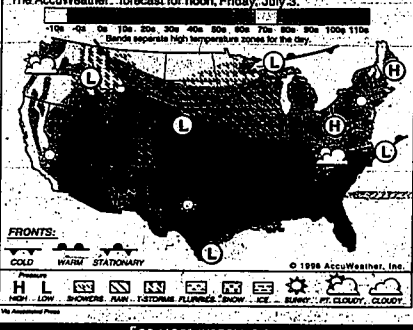 The AccuWeather forecast for noon, Friday, July 3.
-10s -0s 0s 10s 20s 30s 40s 50s 60s 70s 80s 90s 100s 110s
Bands separate high temperature zones for the day.
L
L
H
L
H
L
L
FRONTS:
COLD WARM STATIONARY
© 1998 AccuWeather, Inc.
Pressure
H L
HIGH LOW SHOWERS RAIN T-STORMS FLURRIES SNOW ICE SUNNY PT. CLOUDY CLOUDY
Via Associated Press